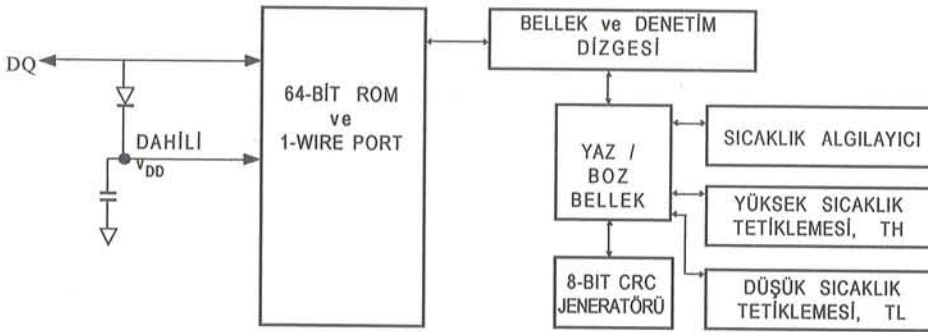 DQ
DAHİLİ
VDD
64-BİT ROM
ve
1-WIRE PORT
BELLEK ve DENETİM
DİZGESİ
YAZ /
BOZ
BELLEK
8-BIT CRC
JENERATÖRÜ
SICAKLIK ALGILAYICI
YÜKSEK SICAKLIK
TETİKLEMESİ, TH
DÜŞÜK SICAKLIK
TETİKLEMESİ, TL